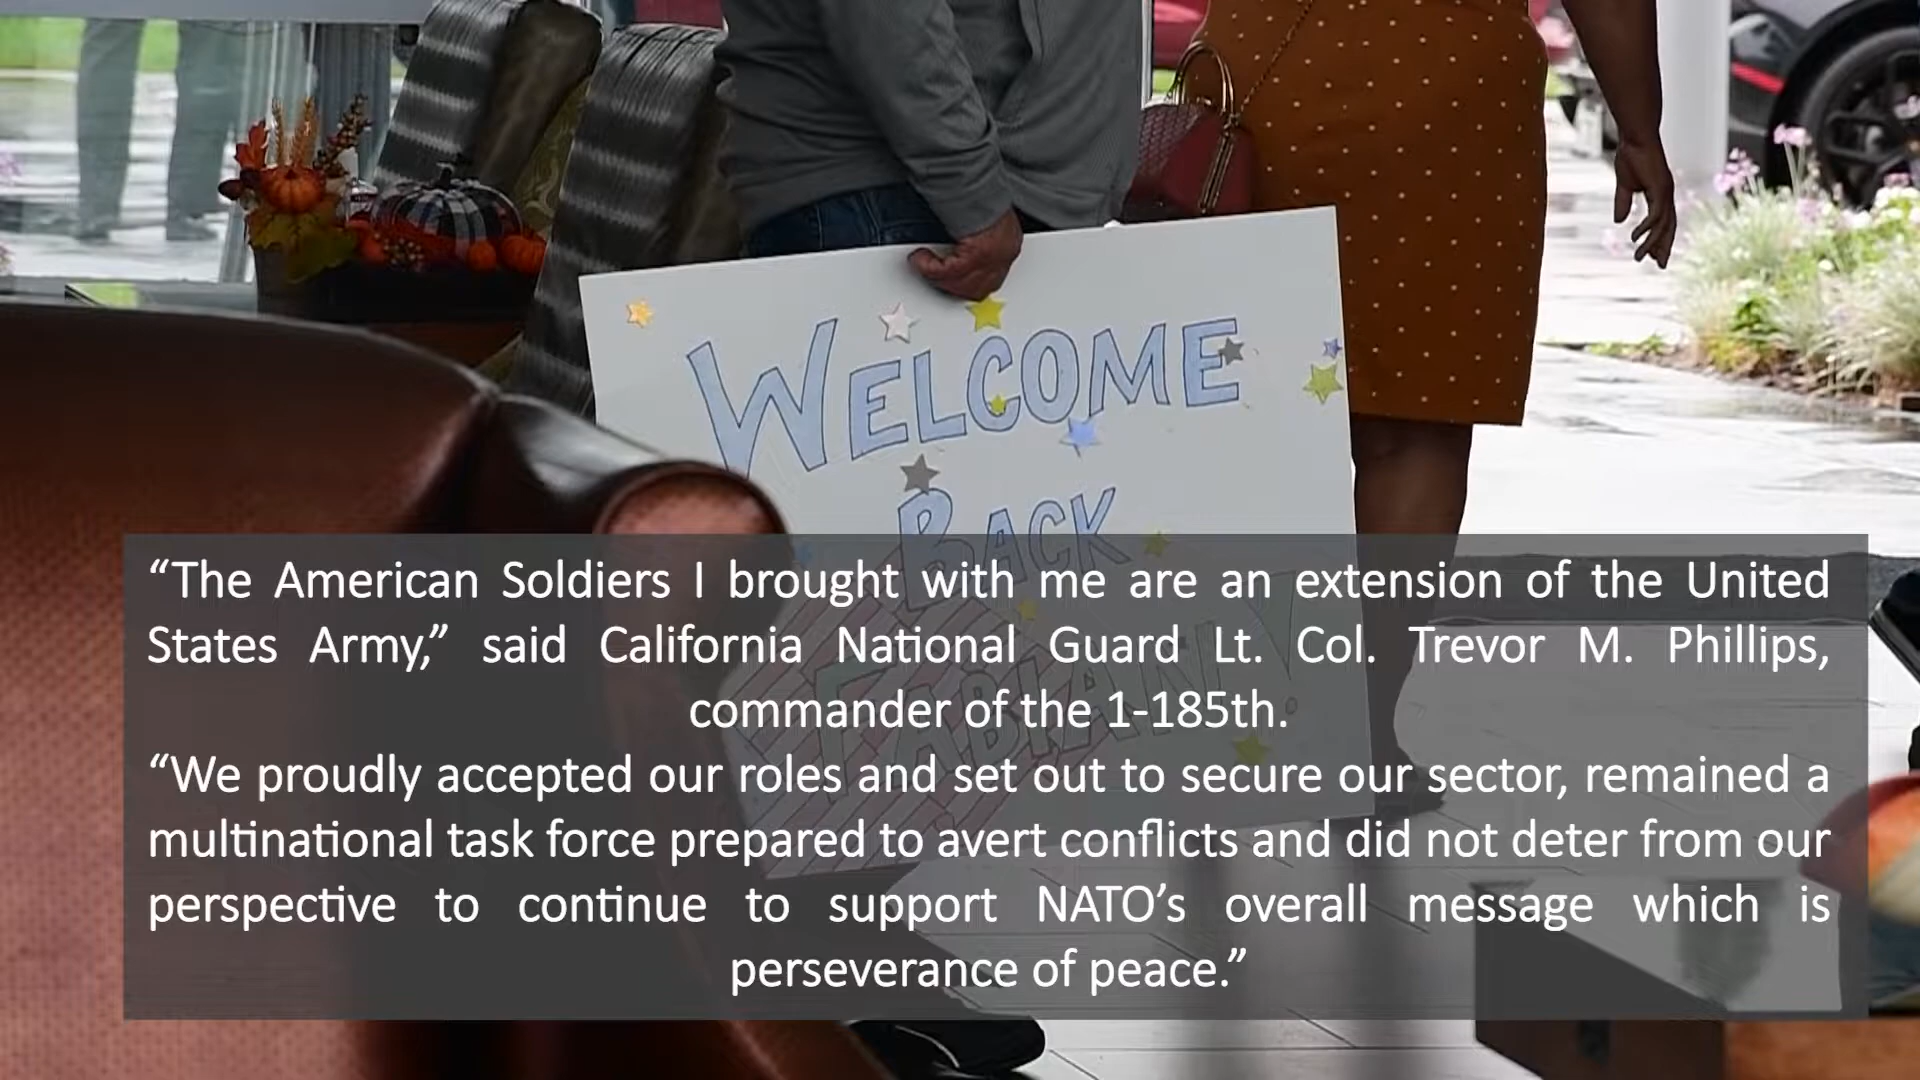 WELCOME
BACK
FABIANNY!
“The American Soldiers I brought with me are an extension of the United
States Army,” said California National Guard Lt. Col. Trevor M. Phillips,
commander of the 1-185th.
“We proudly accepted our roles and set out to secure our sector, remained a
multinational task force prepared to avert conflicts and did not deter from our
perspective to continue to support NATO’s overall message which is
perseverance of peace.”